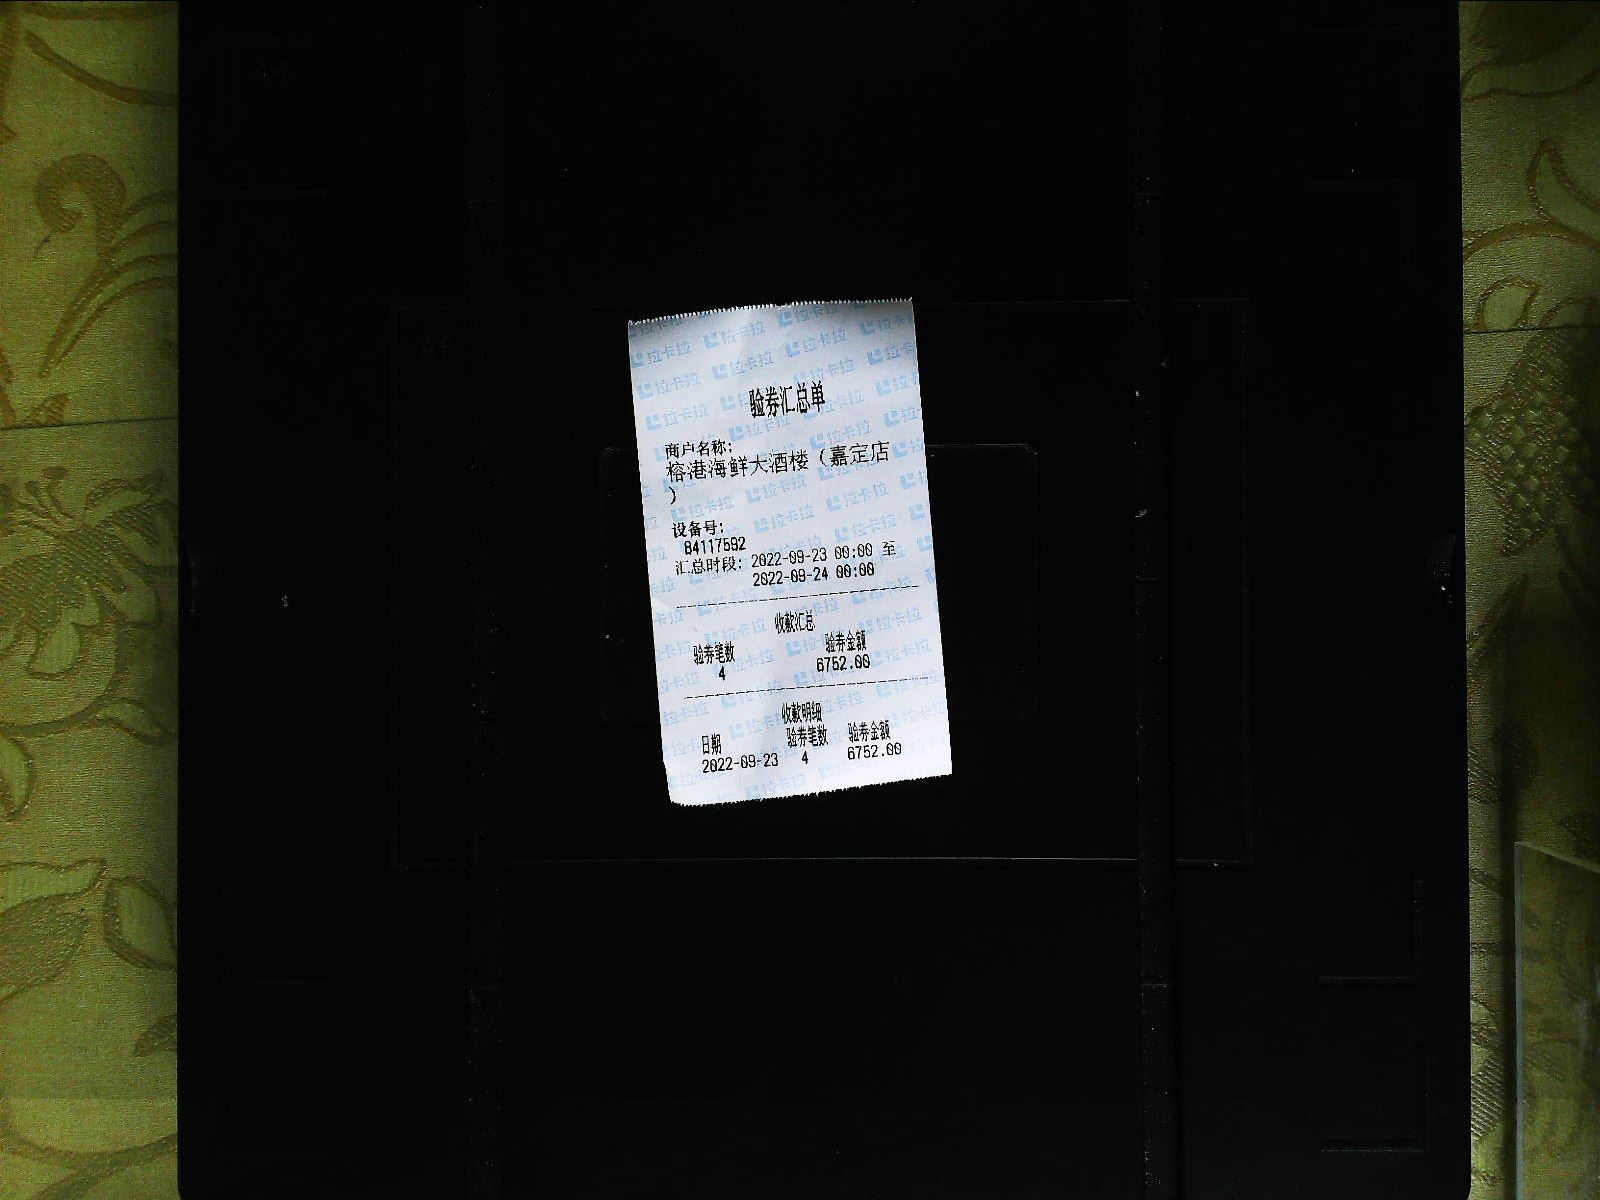 验券汇总单
商户名称:
榕港海鲜大酒楼（嘉定店
）
设备号:
84117592
汇总时段: 2022-09-23 00:00 至
2022-09-24 00:00
收款汇总
验券笔数 验券金额
4 6752.00
收款明细
日期 验券笔数 验券金额
2022-09-23 4 6752.00